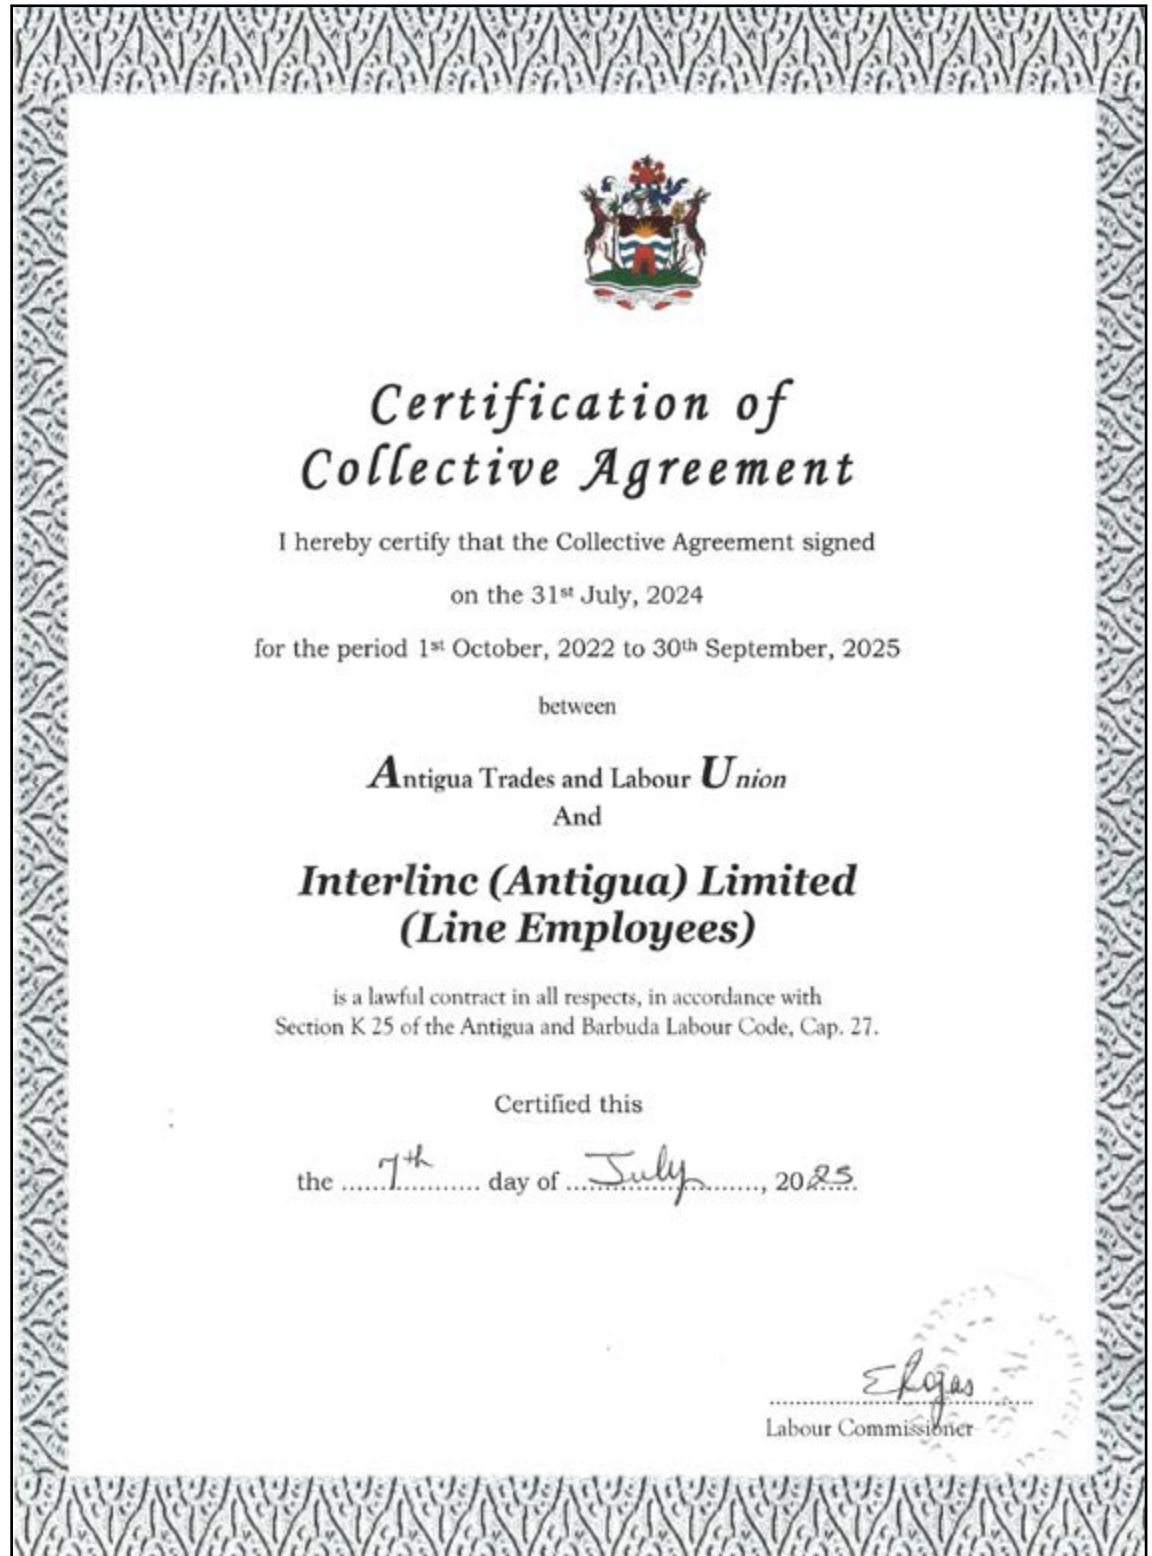 Certification of
Collective Agreement
I hereby certify that the Collective Agreement signed
on the 31st July, 2024
for the period 1st October, 2022 to 30th September, 2025
between
Antigua Trades and Labour Union
And
Interlinc (Antigua) Limited
(Line Employees)
is a lawful contract in all respects, in accordance with
Section K 25 of the Antigua and Barbuda Labour Code, Cap. 27.
Certified this
the ......7th............ day of ...July........., 2025
ERojas
Labour Commissioner